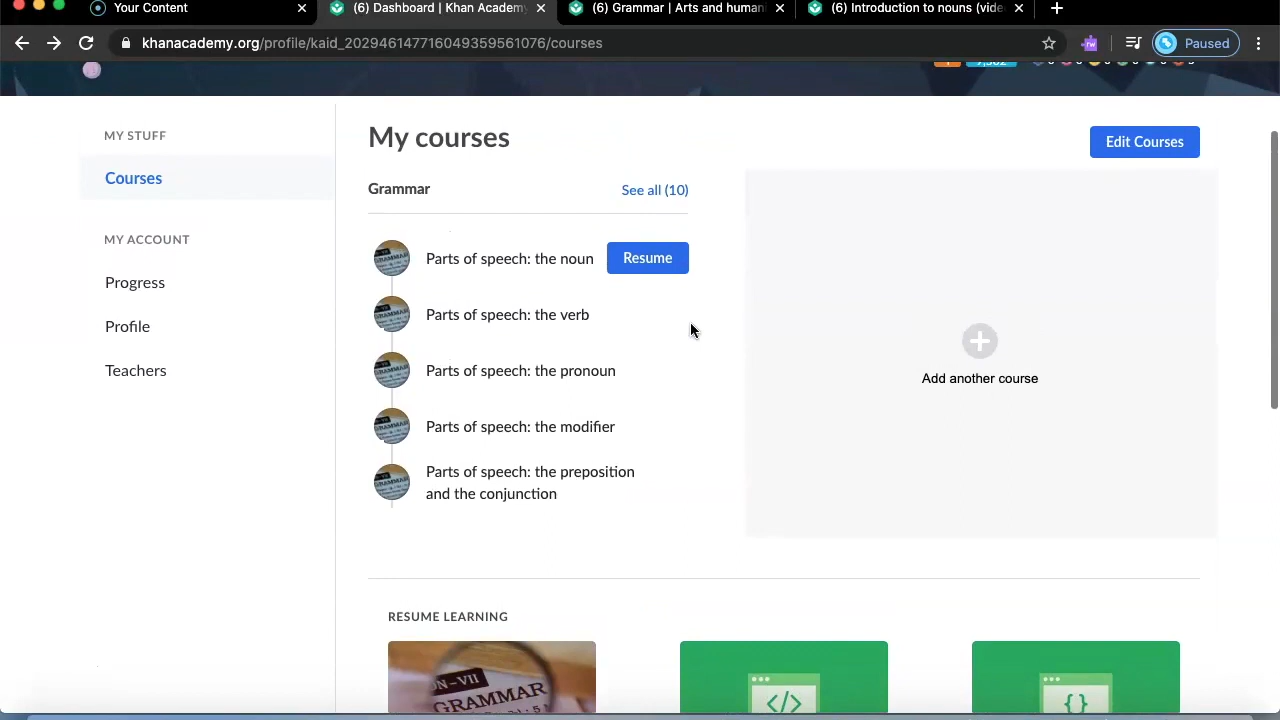 Your Content
(6) Dashboard | Khan Academy
(6) Grammar | Arts and humani
(6) Introduction to nouns (vide
khanacademy.org/profile/kaid_202946147716049359561076/courses
Paused
MY STUFF
Courses
MY ACCOUNT
Progress
Profile
Teachers
My courses
Edit Courses
Grammar
See all (10)
Parts of speech: the noun
Resume
Parts of speech: the verb
Parts of speech: the pronoun
Parts of speech: the modifier
Parts of speech: the preposition
and the conjunction
Add another course
RESUME LEARNING
N-VII
GRAMMAR
</>
{}